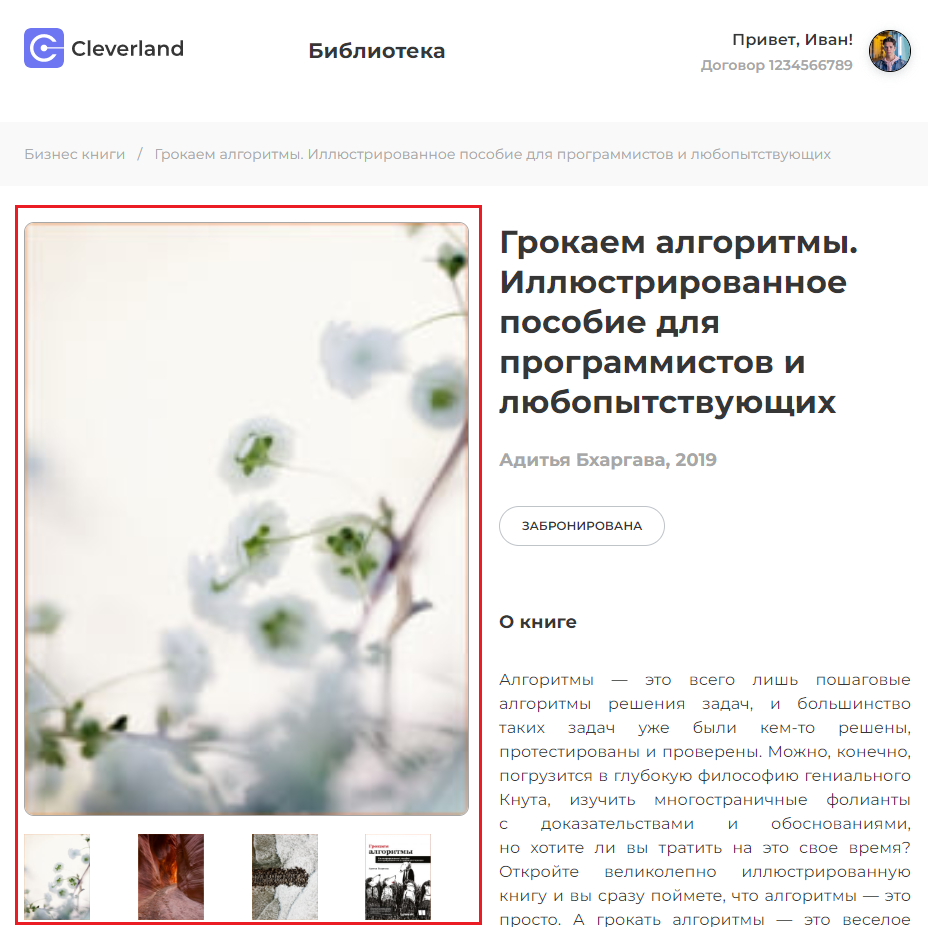 Cleverland
Библиотека
Привет, Иван!
Договор 1234566789
Бизнес книги / Грокаем алгоритмы. Иллюстрированное пособие для программистов и любопытствующих
Грокаем алгоритмы.
Иллюстрированное
пособие для
программистов и
любопытствующих
Адитья Бхаргава, 2019
ЗАБРОНИРОВАНА
О книге
Алгоритмы — это всего лишь пошаговые
алгоритмы решения задач, и большинство
таких задач уже были кем-то решены,
протестированы и проверены. Можно, конечно,
погрузится в глубокую философию гениального
Кнута, изучить многостраничные фолианты
с доказательствами и обоснованиями,
но хотите ли вы тратить на это свое время?
Откройте великолепно иллюстрированную
книгу и вы сразу поймете, что алгоритмы — это
просто. А грокать алгоритмы — это веселое
Грокаем
алгоритмы